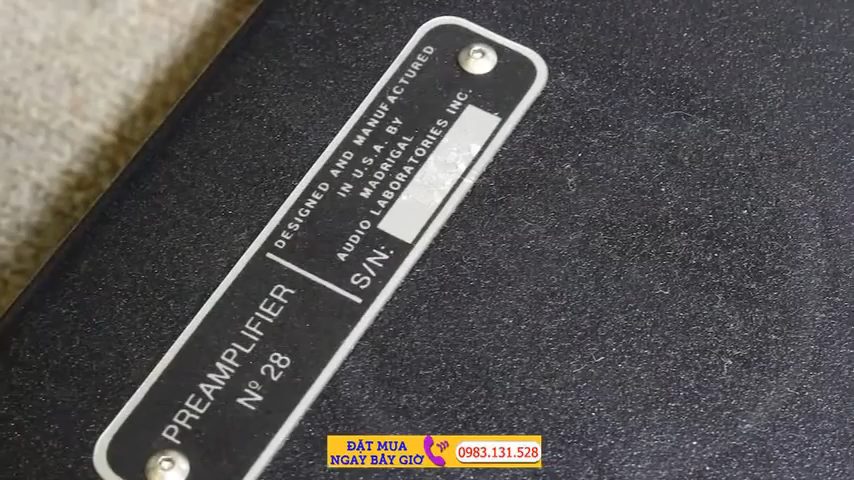 PREAMPLIFIER
Nº 28
DESIGNED AND MANUFACTURED
IN U.S.A. BY
MADRIGAL
AUDIO LABORATORIES INC.
S/N:
ĐẶT MUA
NGAY BÂY GIỜ
0983.131.528